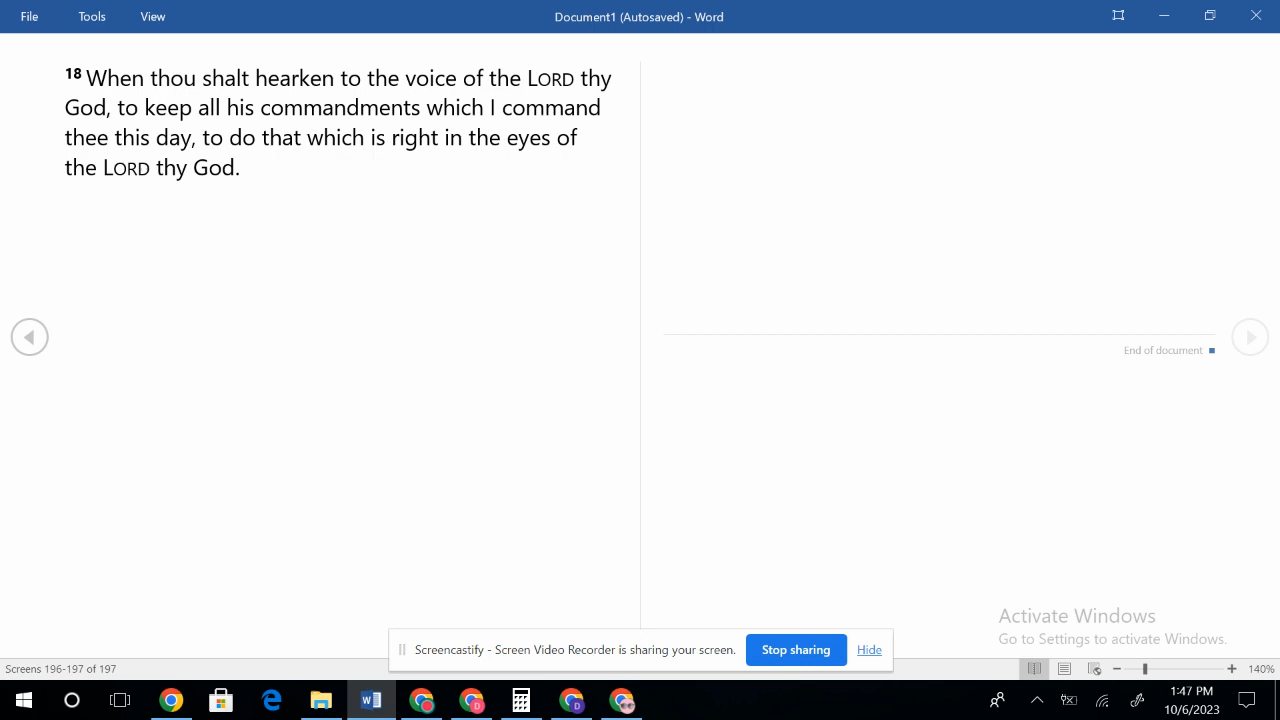 File Tools View Document1 (Autosaved) - Word
18 When thou shalt hearken to the voice of the LORD thy
God, to keep all his commandments which I command
thee this day, to do that which is right in the eyes of
the LORD thy God.
End of document
Activate Windows
Go to Settings to activate Windows.
Screencastify - Screen Video Recorder is sharing your screen. Stop sharing Hide
Screens 196-197 of 197 140%
1:47 PM
10/6/2023